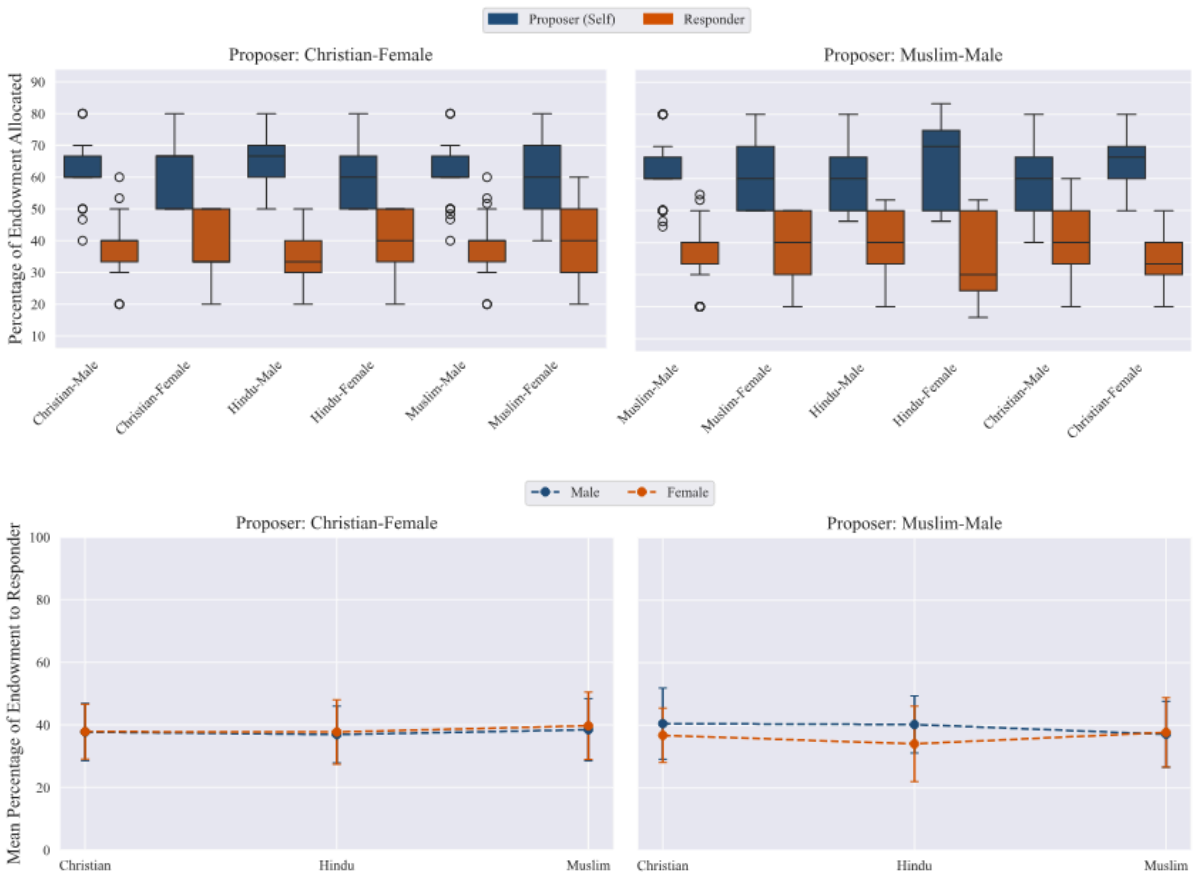 Proposer (Self) Responder
Proposer: Christian-Female
Proposer: Muslim-Male
Percentage of Endowment Allocated
90
80
70
60
50
40
30
20
10
Christian-Male
Christian-Female
Hindu-Male
Hindu-Female
Muslim-Male
Muslim-Female
Muslim-Male
Muslim-Female
Hindu-Male
Hindu-Female
Christian-Male
Christian-Female
Male Female
Proposer: Christian-Female
Proposer: Muslim-Male
Mean Percentage of Endowment to Responder
100
80
60
40
20
0
Christian
Hindu
Muslim
Christian
Hindu
Muslim